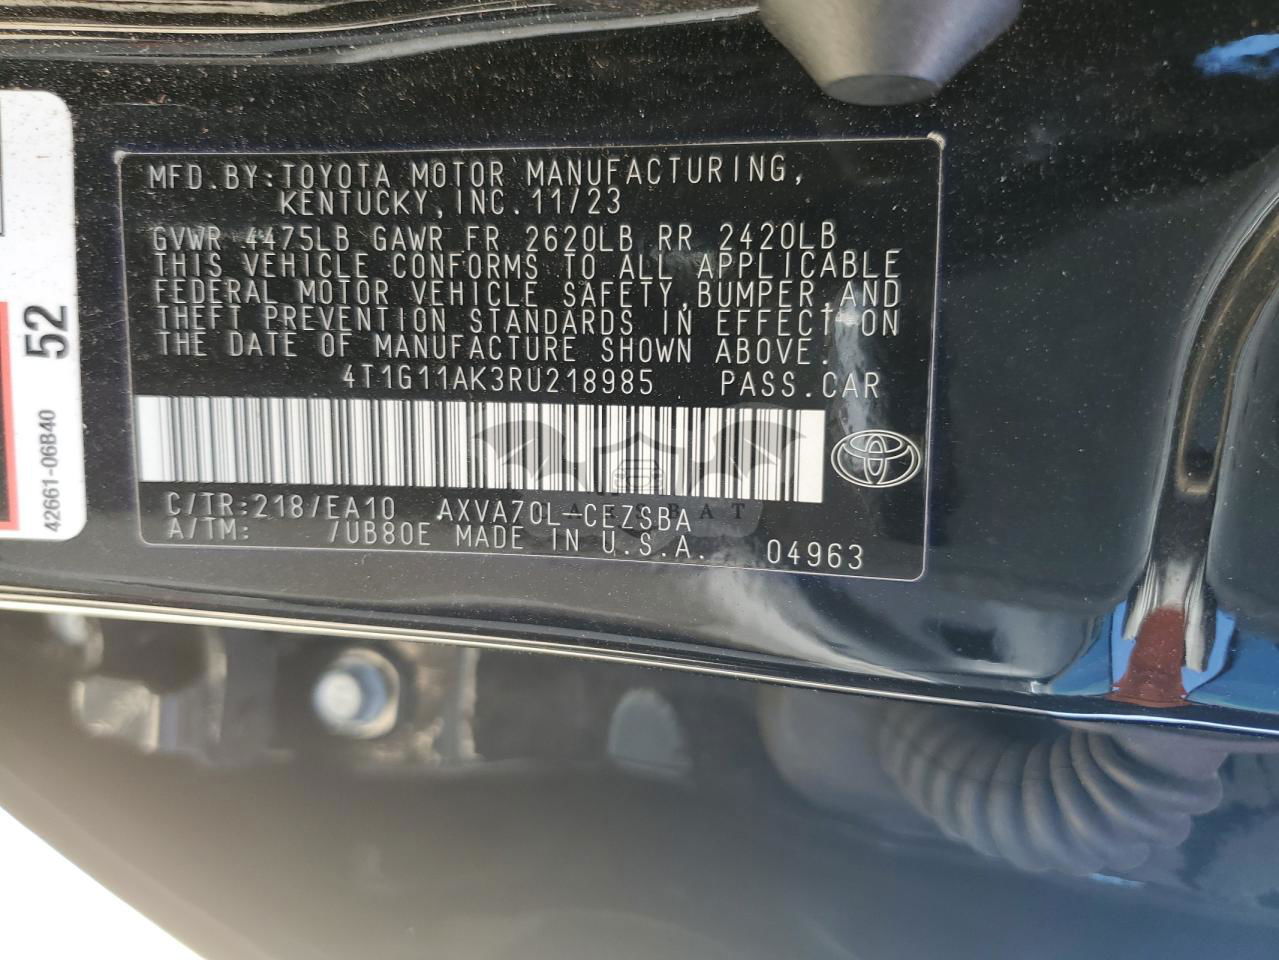 MFD.BY:TOYOTA MOTOR MANUFACTURING,
KENTUCKY,INC.11/23
GVWR 4475LB GAWR FR 2620LB RR 2420LB
THIS VEHICLE CONFORMS TO ALL APPLICABLE
FEDERAL MOTOR VEHICLE SAFETY,BUMPER,AND
THEFT PREVENTION STANDARDS IN EFFECT ON
THE DATE OF MANUFACTURE SHOWN ABOVE.
4T1G11AK3RU218985 PASS.CAR
C/TR:218/EA10 AXVA70L-CEZSBA
A/TM: /UB80E MADE IN U.S.A. 04963
52
42661-06B40